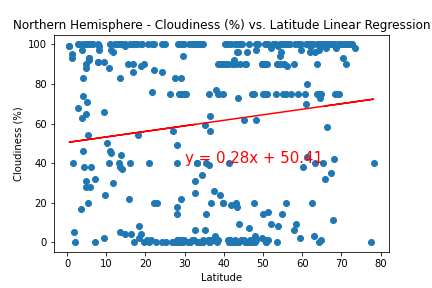 Northern Hemisphere - Cloudiness (%) vs. Latitude Linear Regression
100
80
60
40
20
0
Cloudiness (%)
y = 0.28x + 50.41
0 10 20 30 40 50 60 70 80
Latitude